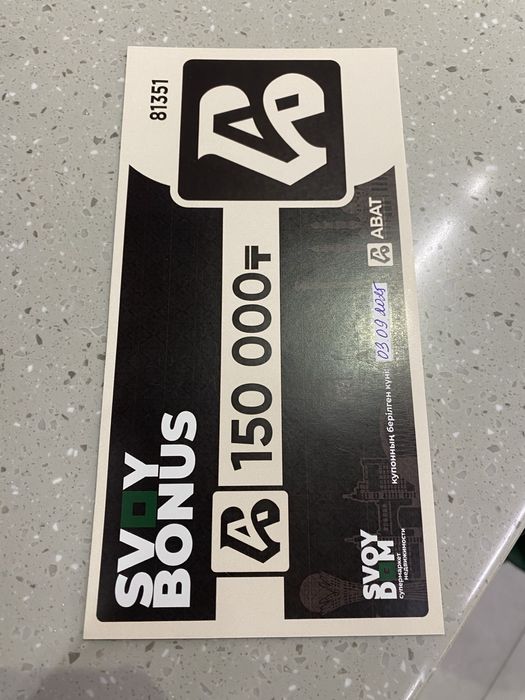 81351
SVOY
BONUS
150 000₸
SVOY
DOM
супермаркет
недвижимости
купонның берілген күні: 03 09 2025
ABAT